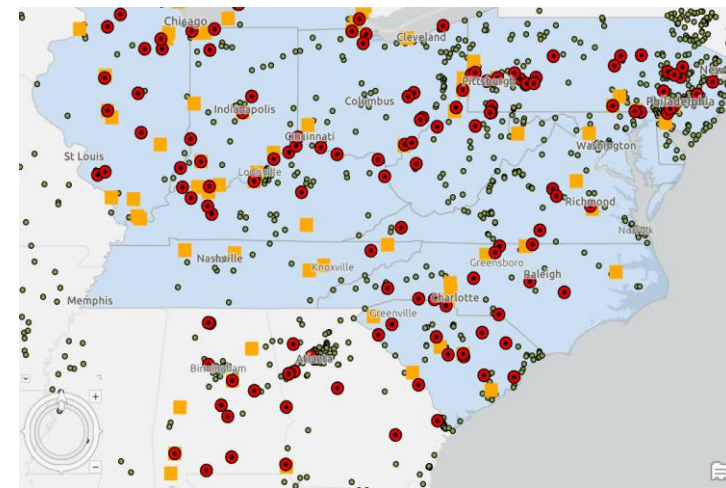 Chicago
Cleveland
New
Pittsburgh
Columbus
Indianapolis
Philadelphia
Cincinnati
Washington
St Louis
Louisville
Richmond
Norfolk
Nashville
Knoxville
Greensboro
Raleigh
Memphis
Charlotte
Greenville
Atlanta
Birmingham
+
−